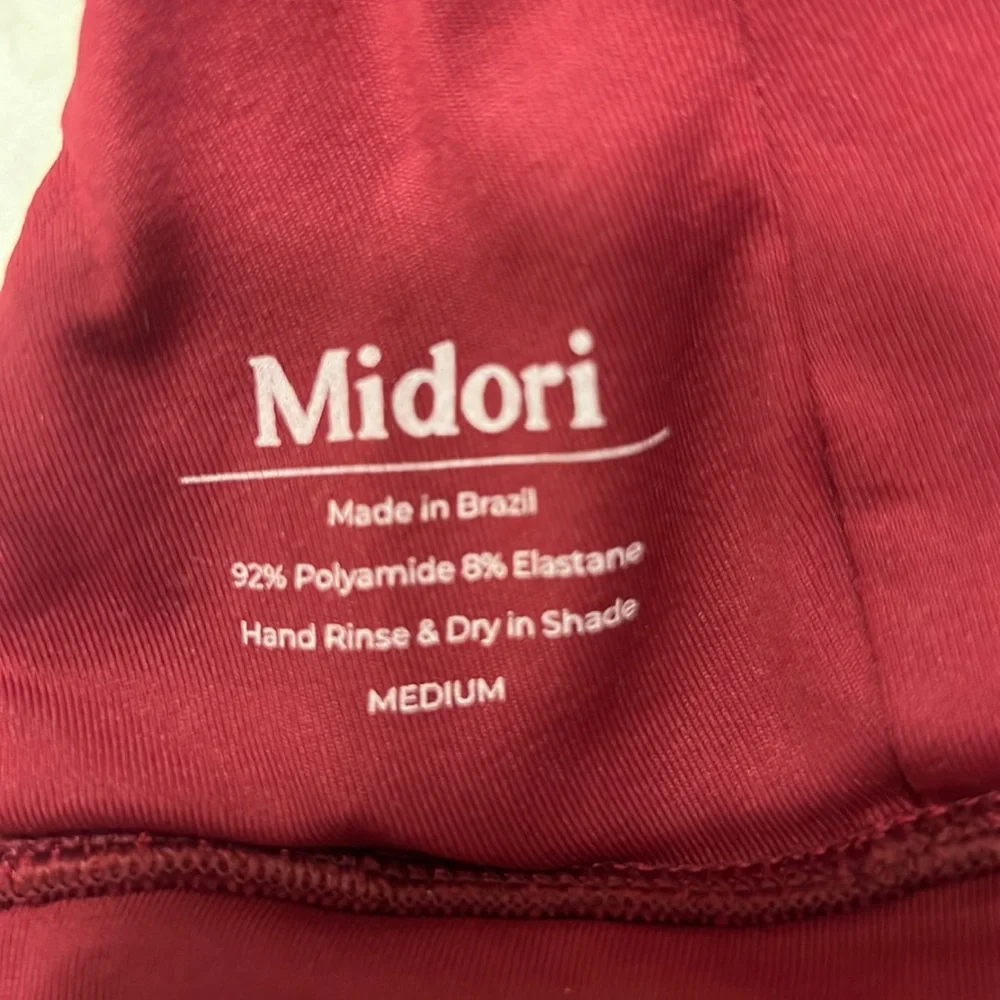 Midori
Made in Brazil
92% Polyamide 8% Elastane
Hand Rinse & Dry in Shade
MEDIUM